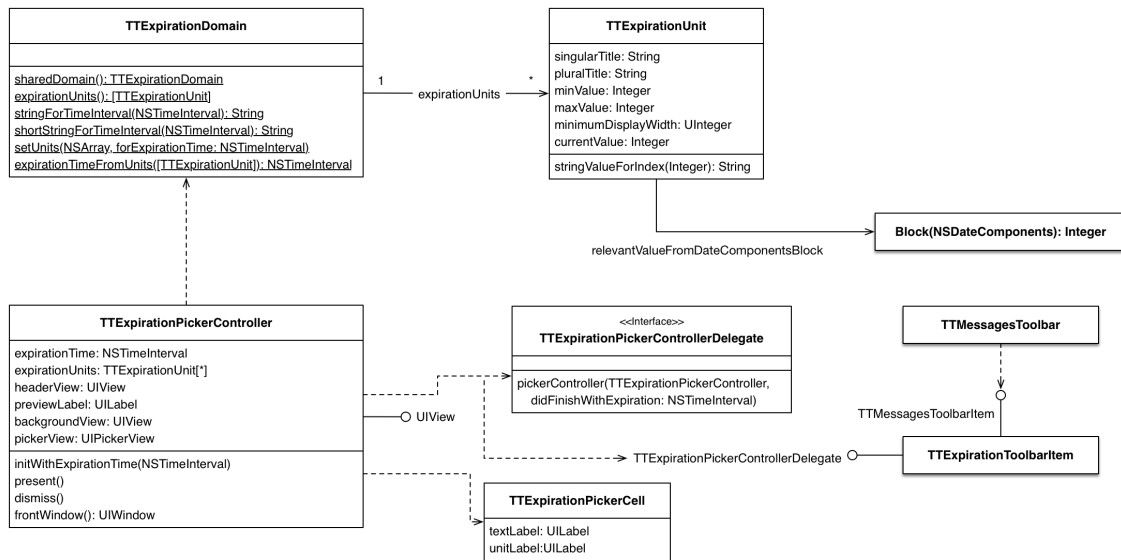 TTExpirationDomain
sharedDomain(): TTExpirationDomain
expirationUnits(): [TTExpirationUnit]
stringForTimeInterval(NSTimeInterval): String
shortStringForTimeInterval(NSTimeInterval): String
setUnits(NSArray, forExpirationTime: NSTimeInterval)
expirationTimeFromUnits([TTExpirationUnit]): NSTimeInterval
1
expirationUnits
*
TTExpirationUnit
singularTitle: String
pluralTitle: String
minValue: Integer
maxValue: Integer
minimumDisplayWidth: UInteger
currentValue: Integer
stringValueForIndex(Integer): String
relevantValueFromDateComponentsBlock
Block(NSDateComponents): Integer
TTExpirationPickerController
expirationTime: NSTimeInterval
expirationUnits: TTExpirationUnit[*]
headerView: UIView
previewLabel: UILabel
backgroundView: UIView
pickerView: UIPickerView
initWithExpirationTime(NSTimeInterval)
present()
dismiss()
frontWindow(): UIWindow
UIView
<<Interface>>
TTExpirationPickerControllerDelegate
pickerController(TTExpirationPickerController,
didFinishWithExpiration: NSTimeInterval)
TTExpirationPickerControllerDelegate
TTExpirationPickerCell
textLabel: UILabel
unitLabel:UILabel
TTMessagesToolbar
TTMessagesToolbarItem
TTExpirationToolbarItem